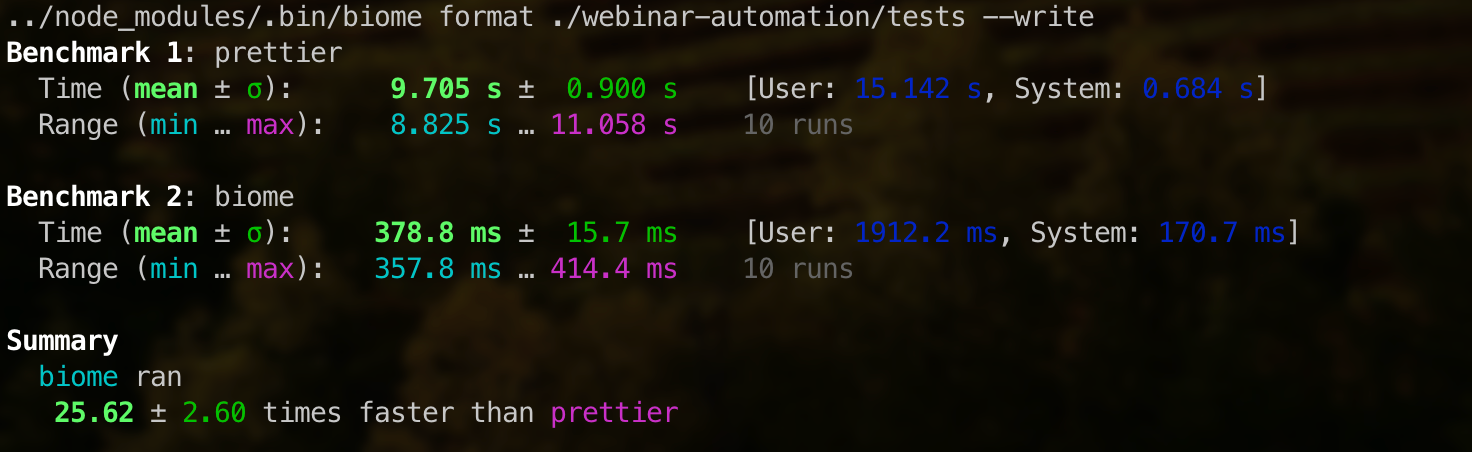 ../node_modules/.bin/biome format ./webinar-automation/tests --write
Benchmark 1: prettier
  Time (mean ± σ):      9.705 s ±  0.900 s    [User: 15.142 s, System: 0.684 s]
  Range (min … max):    8.825 s … 11.058 s    10 runs

Benchmark 2: biome
  Time (mean ± σ):     378.8 ms ±  15.7 ms    [User: 1912.2 ms, System: 170.7 ms]
  Range (min … max):   357.8 ms … 414.4 ms    10 runs

Summary
  biome ran
   25.62 ± 2.60 times faster than prettier